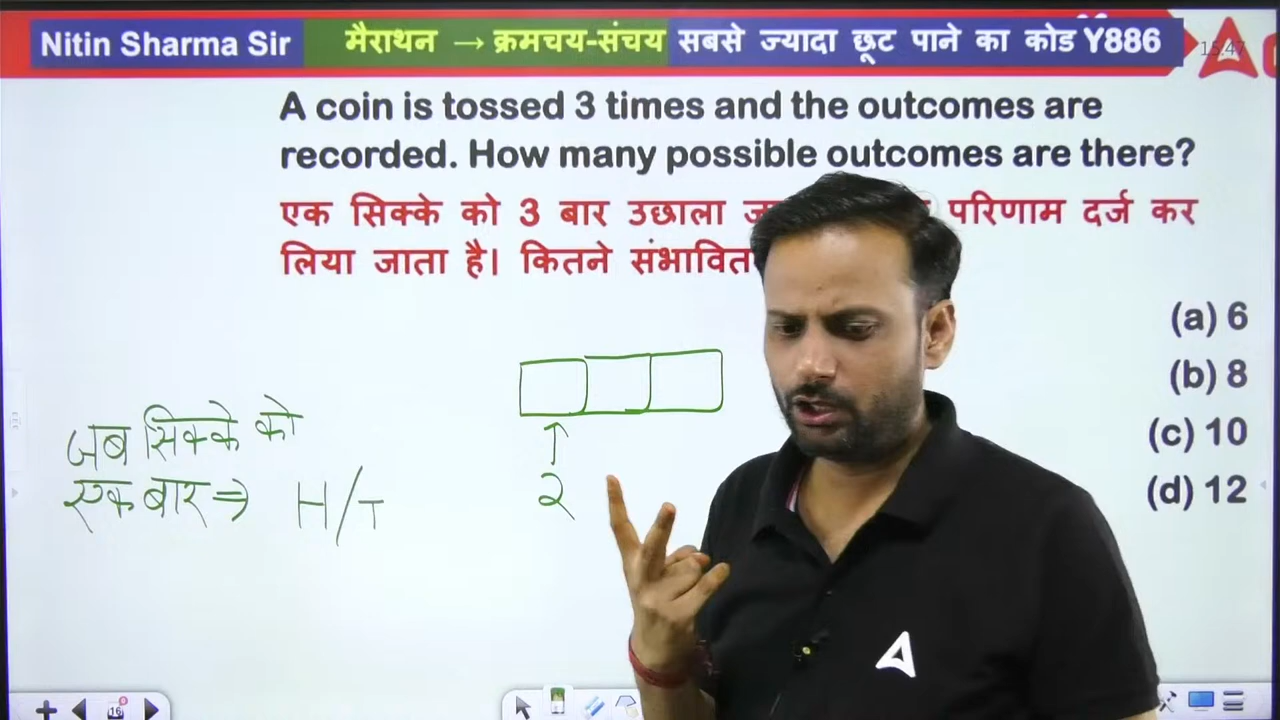 Nitin Sharma Sir मैराथन → क्रमचय-संचय सबसे ज्यादा छूट पाने का कोड Y886
A coin is tossed 3 times and the outcomes are
recorded. How many possible outcomes are there?
एक सिक्के को 3 बार उछाला परिणाम दर्ज कर
लिया जाता है। कितने संभावित
(a) 6
(b) 8
(c) 10
(d) 12
जब सिक्के को
एक बार ⇒ H/T
2
16